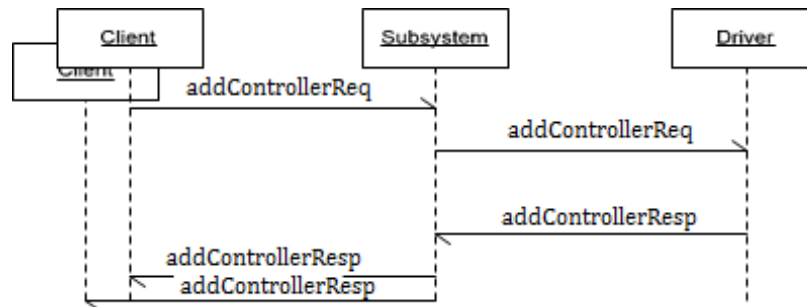 Client
Subsystem
Driver
Client
addControllerReq
addControllerReq
addControllerResp
addControllerResp
addControllerResp